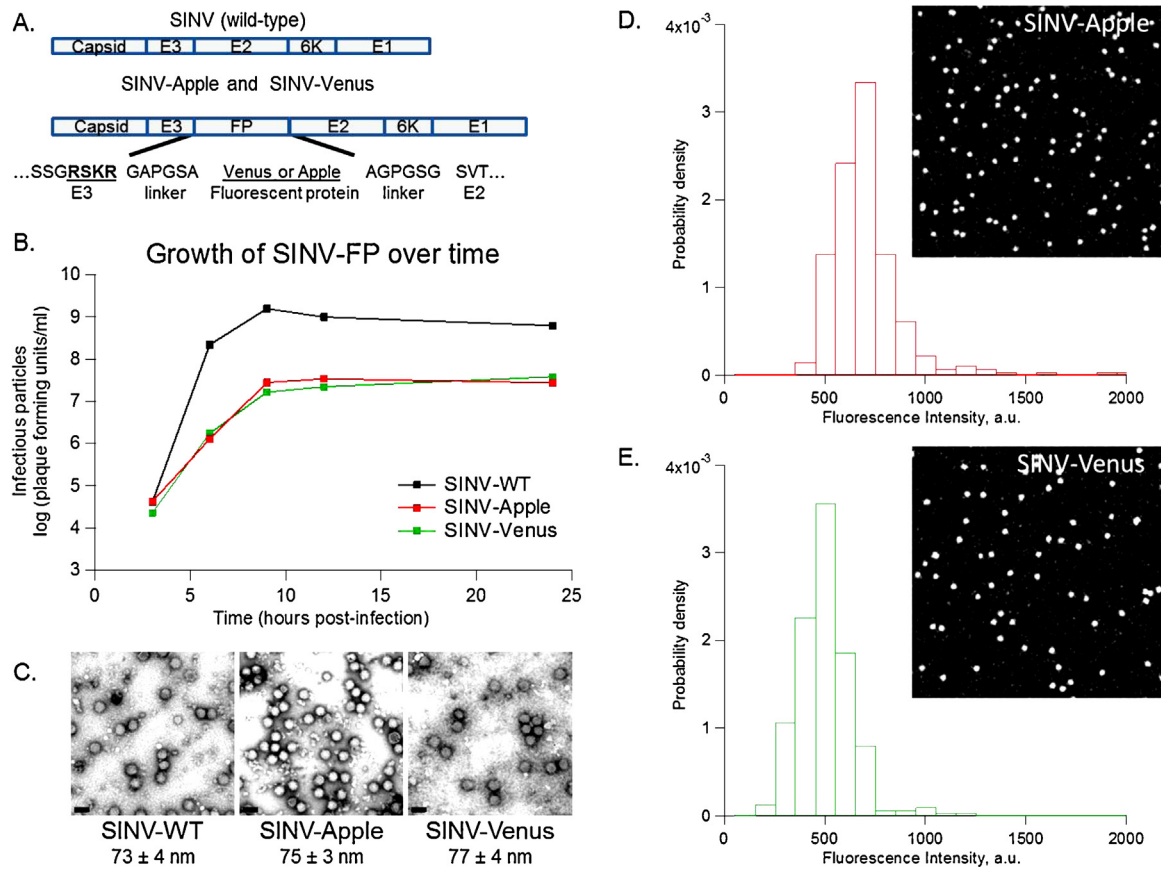 A.
SINV (wild-type)
Capsid E3 E2 6K E1
SINV-Apple and SINV-Venus
Capsid E3 FP E2 6K E1
...SSGRSKR GAPGSA Venus or Apple AGPGSG SVT...
E3 linker Fluorescent protein linker E2
B.
Growth of SINV-FP over time
Infectious particles
log (plaque forming units/ml)
10
9
8
7
6
5
4
3
SINV-WT
SINV-Apple
SINV-Venus
0 5 10 15 20 25
Time (hours post-infection)
C.
SINV-WT SINV-Apple SINV-Venus
73 ± 4 nm 75 ± 3 nm 77 ± 4 nm
D.
SINV-Apple
Probability density
4x10⁻³
3
2
1
0
0 500 1000 1500 2000
Fluorescence Intensity, a.u.
E.
SINV-Venus
Probability density
4x10⁻³
3
2
1
0
0 500 1000 1500 2000
Fluorescence Intensity, a.u.